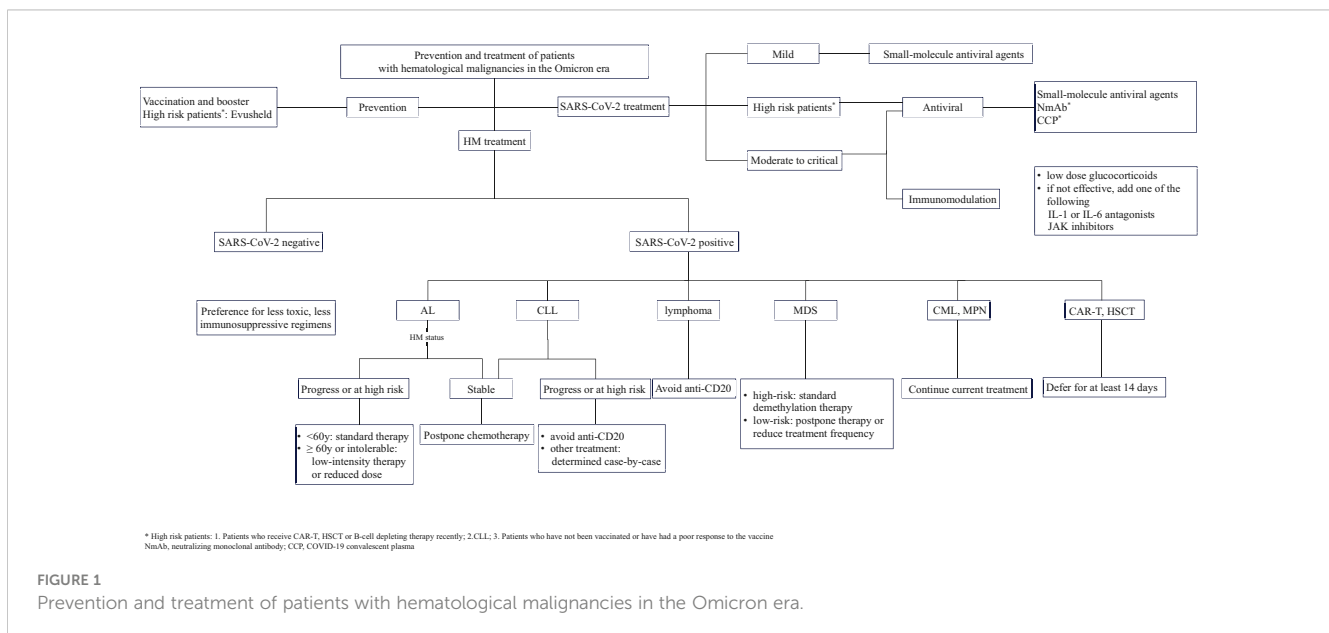 Prevention and treatment of patients
with hematological malignancies in the Omicron era
Mild
Small-molecule antiviral agents
Vaccination and booster
High risk patients*: Evusheld
Prevention
SARS-CoV-2 treatment
High risk patients*
Antiviral
Small-molecule antiviral agents
NmAb*
CCP*
HM treatment
Moderate to critical
Immunomodulation
• low dose glucocorticoids
• if not effective, add one of the
following
IL-1 or IL-6 antagonists
JAK inhibitors
SARS-CoV-2 negative
SARS-CoV-2 positive
Preference for less toxic, less
immunosuppressive regimens
AL
CLL
lymphoma
MDS
CML, MPN
CAR-T, HSCT
HM status
Progress or at high risk
Stable
Progress or at high risk
Avoid anti-CD20
• high-risk: standard
demethylation therapy
• low-risk: postpone therapy or
reduce treatment frequency
Continue current treatment
Defer for at least 14 days
• <60y: standard therapy
• ≥ 60y or intolerable:
low-intensity therapy
or reduced dose
Postpone chemotherapy
• avoid anti-CD20
• other treatment:
determined case-by-case
* High risk patients: 1. Patients who receive CAR-T, HSCT or B-cell depleting therapy recently; 2.CLL; 3. Patients who have not been vaccinated or have had a poor response to the vaccine
NmAb, neutralizing monoclonal antibody; CCP, COVID-19 convalescent plasma
FIGURE 1
Prevention and treatment of patients with hematological malignancies in the Omicron era.